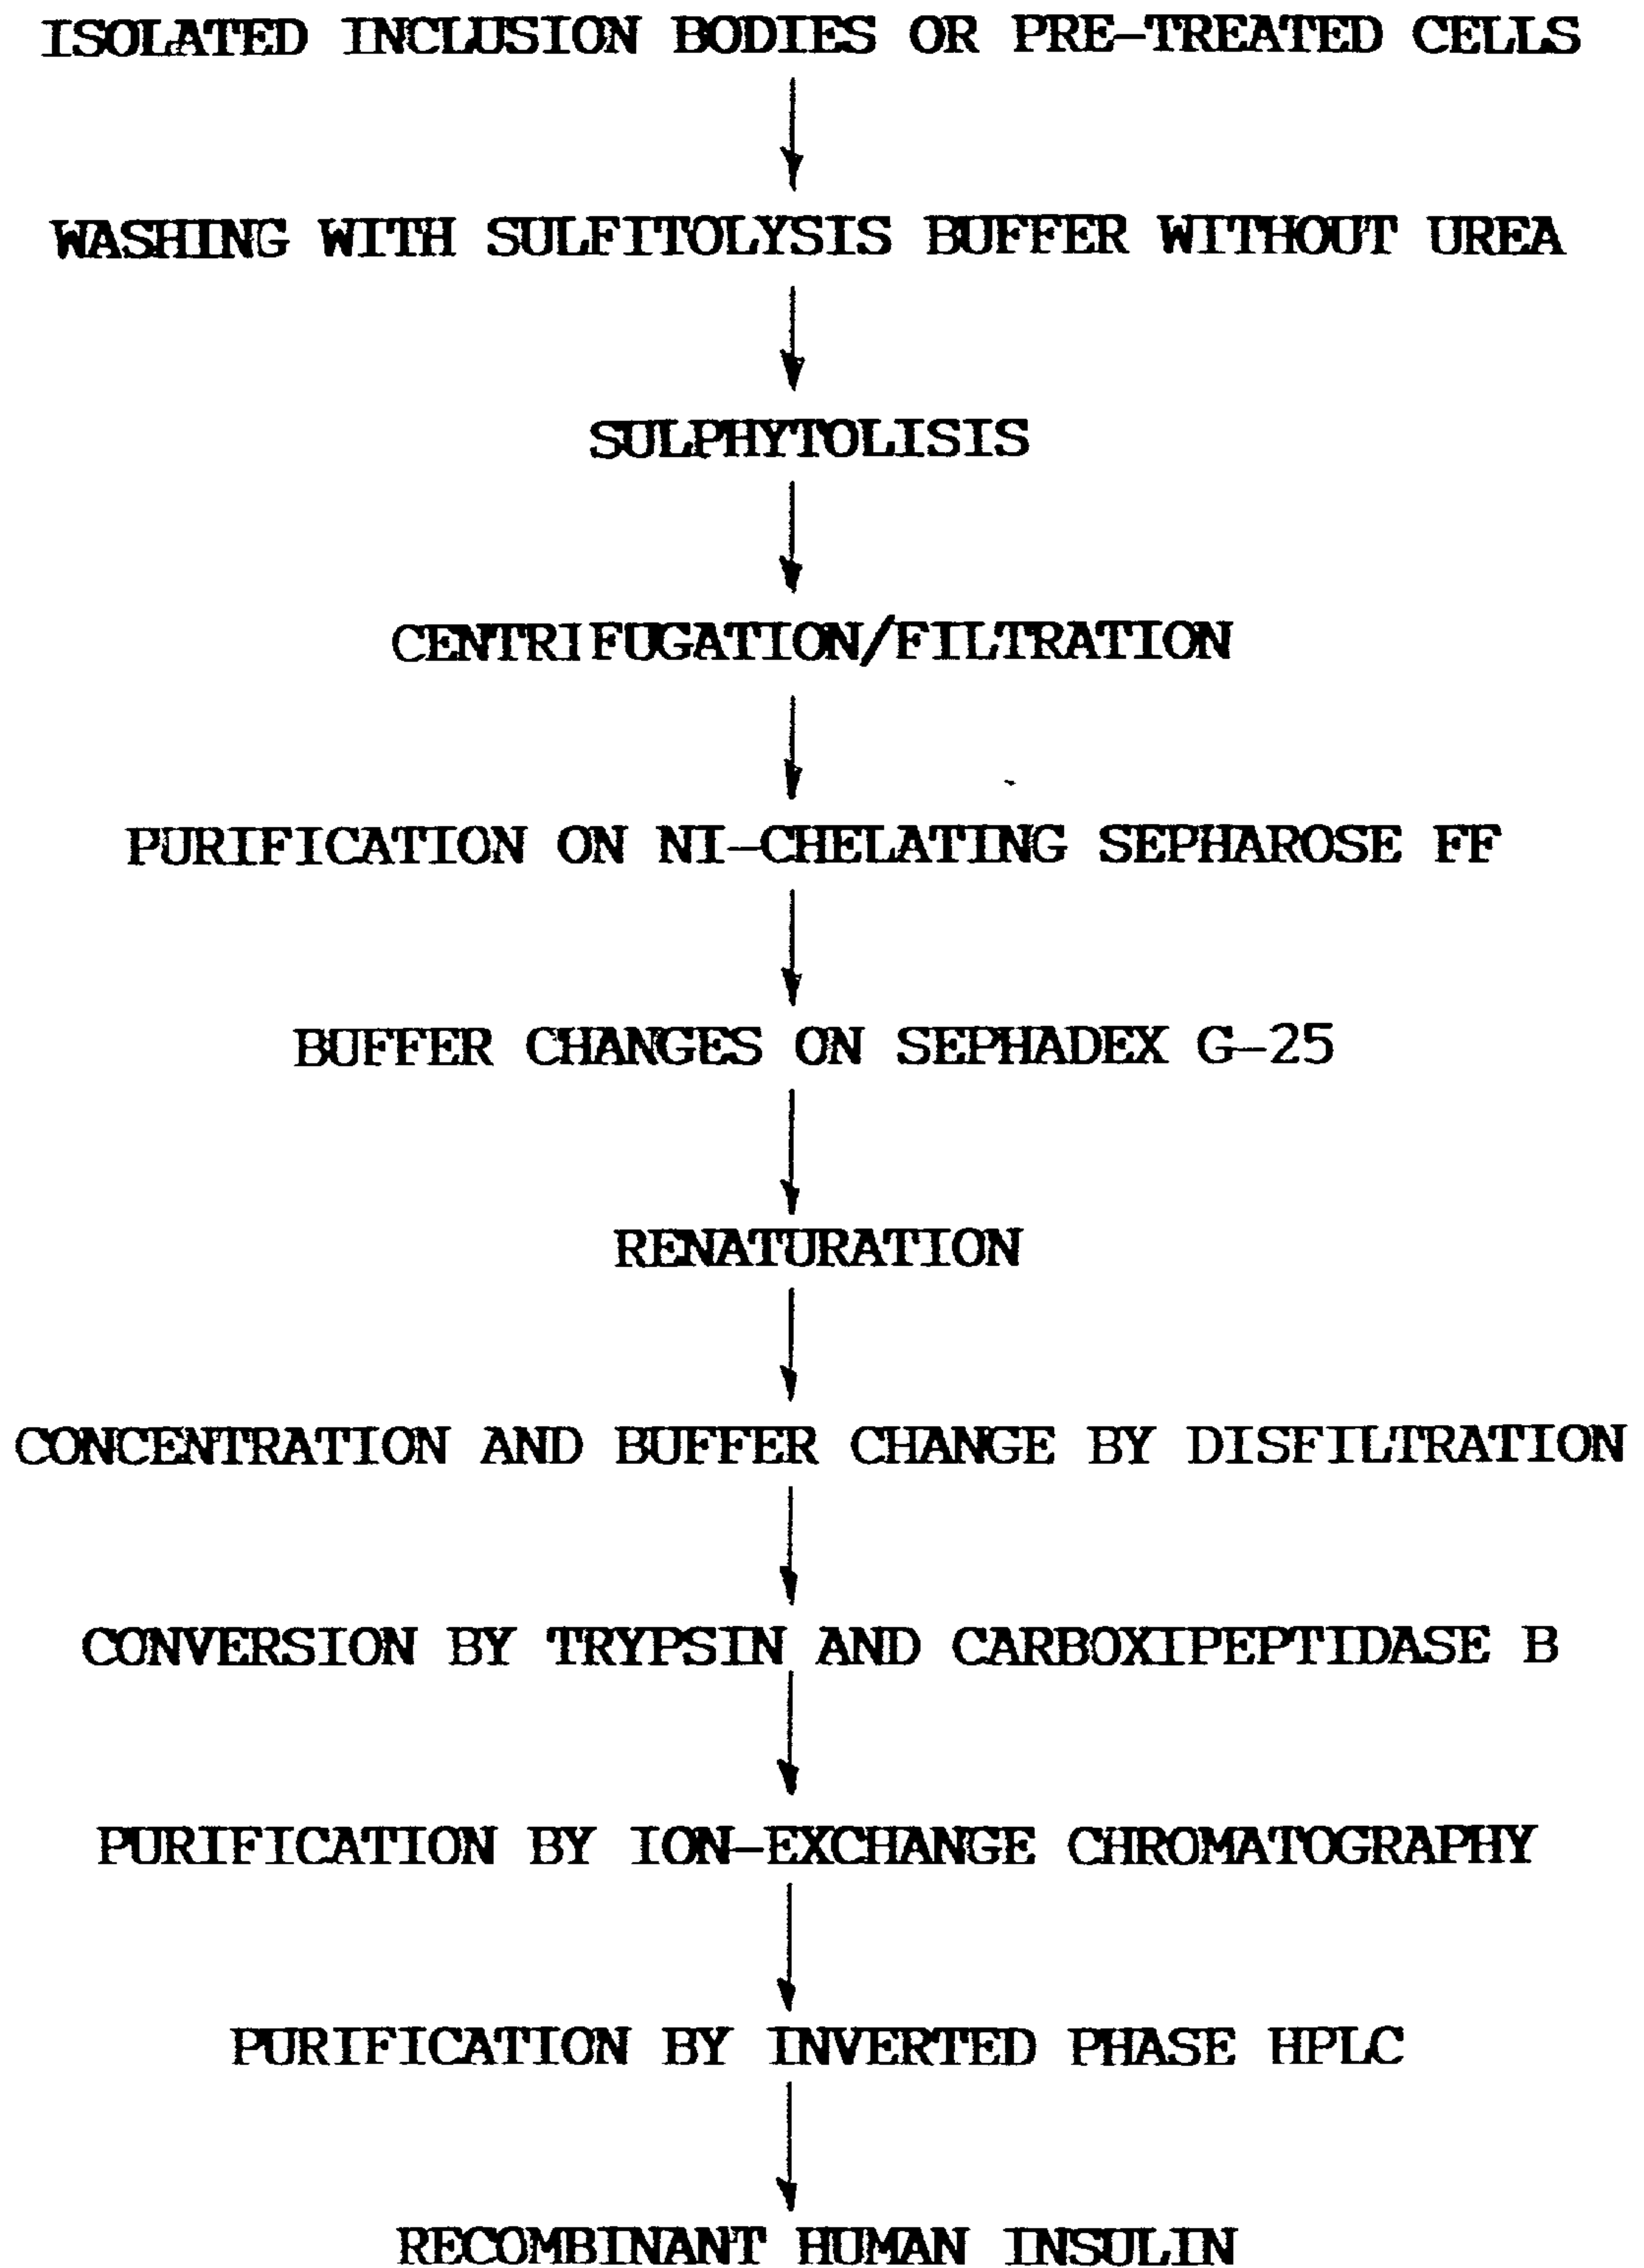 ISOLATED INCLUSION BODIES OR PRE-TREATED CELLS
WASHING WITH SULFITOLYSIS BUFFER WITHOUT UREA
SULPHYTOLISIS
CENTRIFUGATION/FILTRATION
PURIFICATION ON NI-CHELATING SEPHAROSE FF
BUFFER CHANGES ON SEPHADEX G-25
RENATURATION
CONCENTRATION AND BUFFER CHANGE BY DISFILTRATION
CONVERSION BY TRYPSIN AND CARBOXIPEPTIDASE B
PURIFICATION BY ION-EXCHANGE CHROMATOGRAPHY
PURIFICATION BY INVERTED PHASE HPLC
RECOMBINANT HUMAN INSULIN